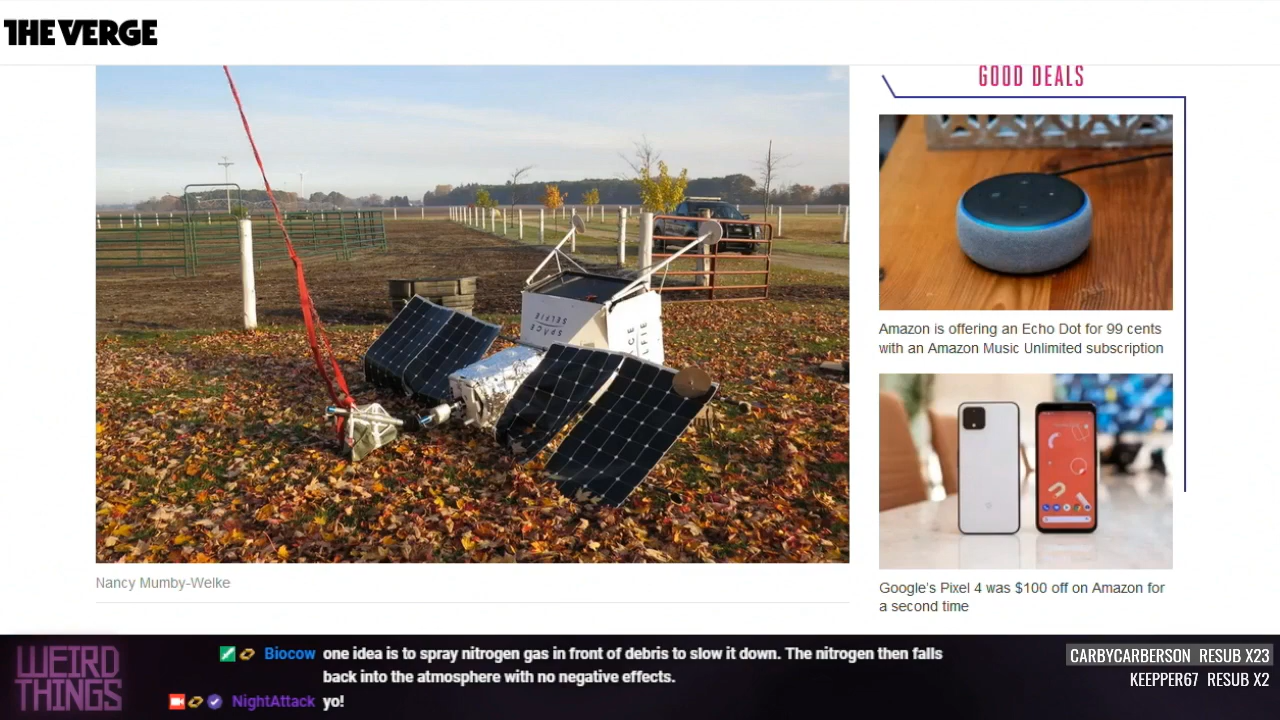 THE VERGE
GOOD DEALS
SPACE
SELFIE
Amazon is offering an Echo Dot for 99 cents
with an Amazon Music Unlimited subscription
Nancy Mumby-Welke
Google's Pixel 4 was $100 off on Amazon for
a second time
WEIRD
THINGS
Biocow one idea is to spray nitrogen gas in front of debris to slow it down. The nitrogen then falls
back into the atmosphere with no negative effects.
NightAttack yo!
CARBYCARBERSON RESUB X23
KEEPPER67 RESUB X2